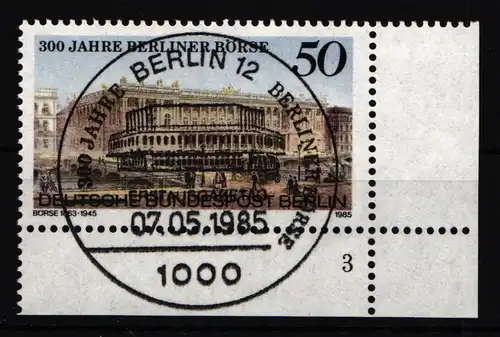 300 JAHRE BERLINER BÖRSE 50
BERLIN 12
300 JAHRE BERLINER BÖRSE
DEUTSCHE BUNDESPOST BERLIN
BÖRSE 1863-1945 1985
07.05.1985
3
1000